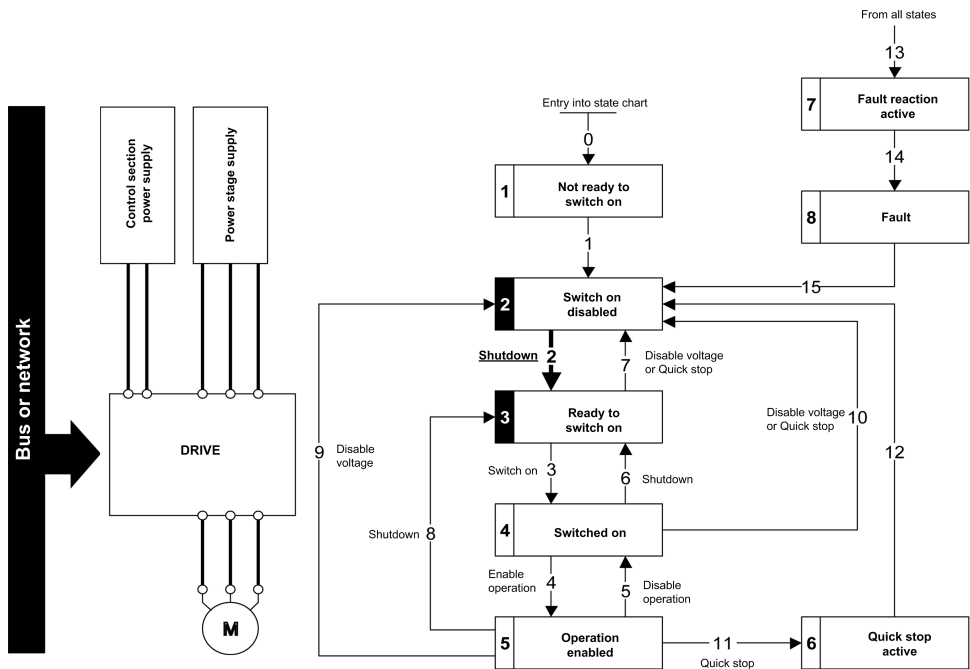 From all states
13
7
Fault reaction
active
14
8
Fault
15
Entry into state chart
0
1
Not ready to
switch on
1
2
Switch on
disabled
Shutdown 2
7
Disable voltage
or Quick stop
3
Ready to
switch on
Switch on 3
6 Shutdown
4
Switched on
Enable
operation
4
5
Disable
operation
5
Operation
enabled
11
Quick stop
6
Quick stop
active
Disable voltage
or Quick stop
10
12
9
Disable
voltage
Shutdown 8
Bus or network
Control section
power supply
Power stage supply
DRIVE
M